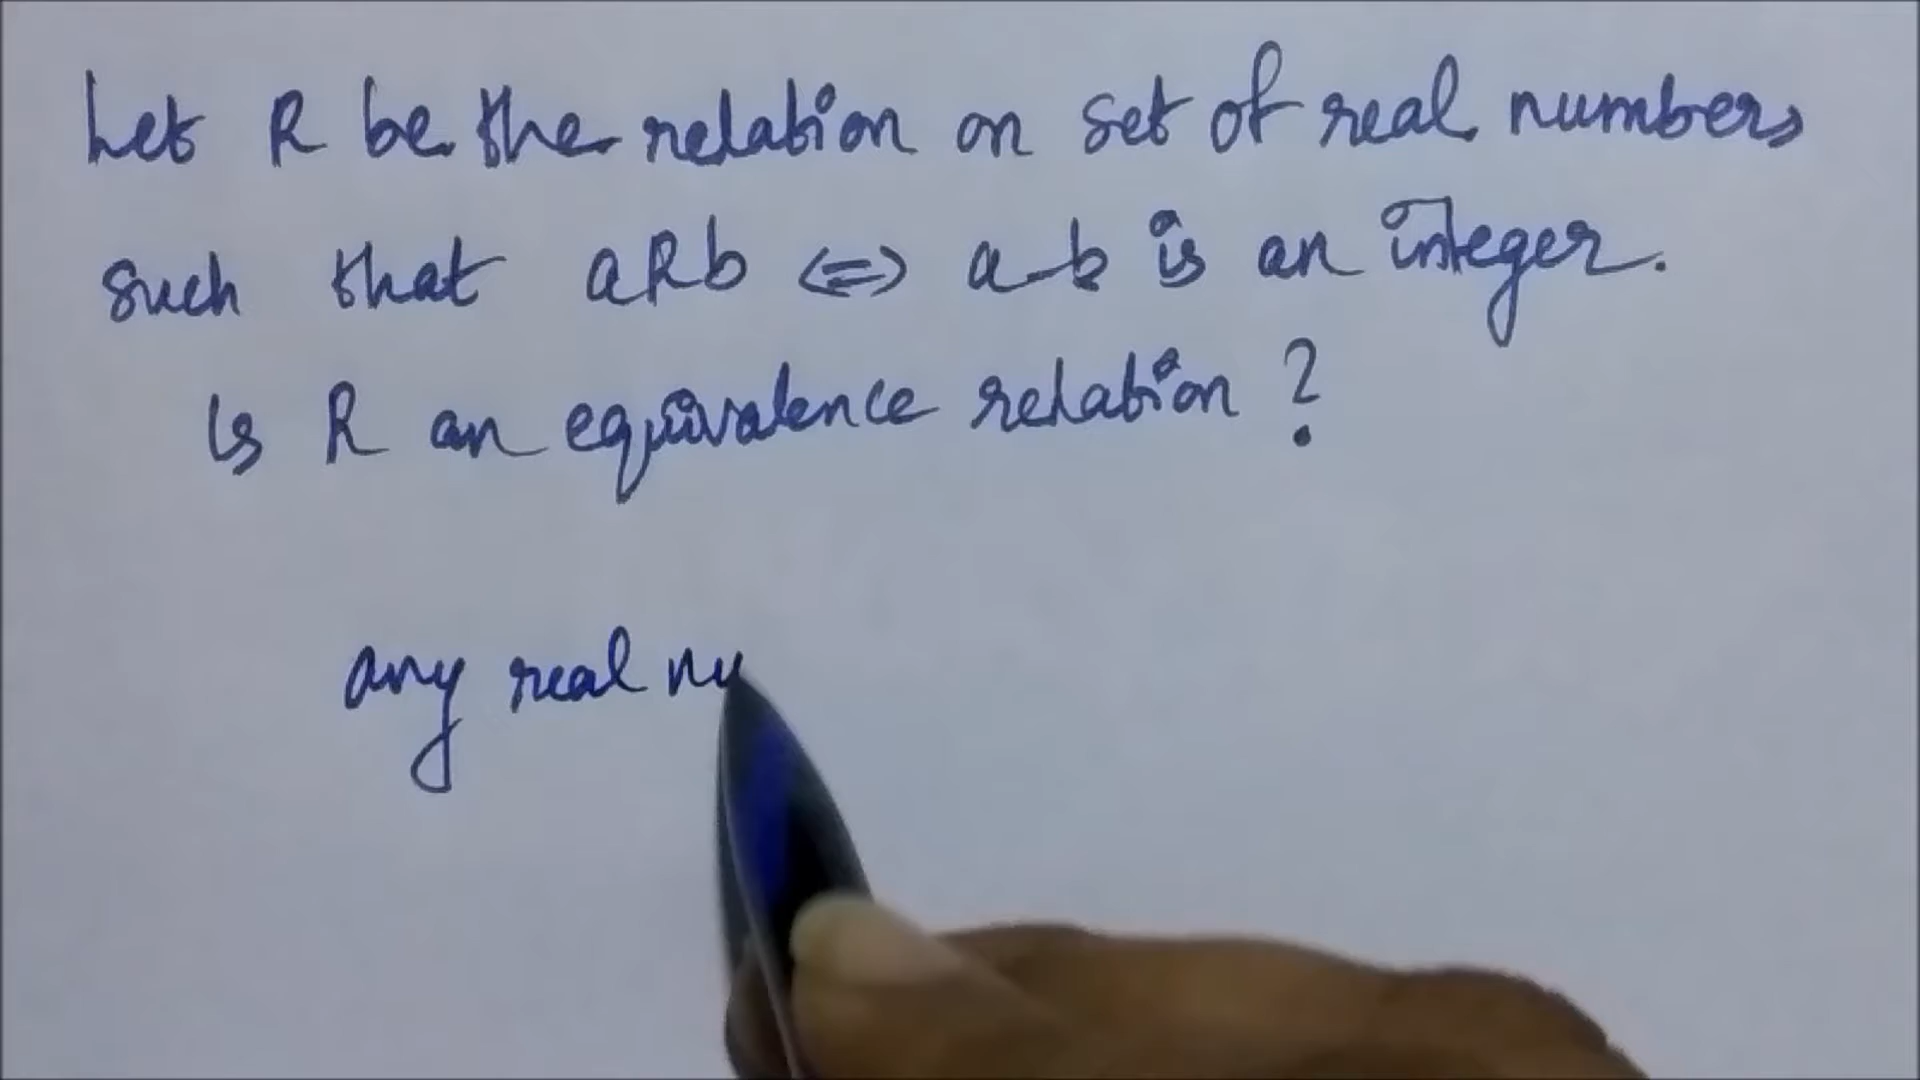 Let R be the relation on set of real numbers
such that aRb <=> a-b is an integer.
Is R an equivalence relation ?
any real nu